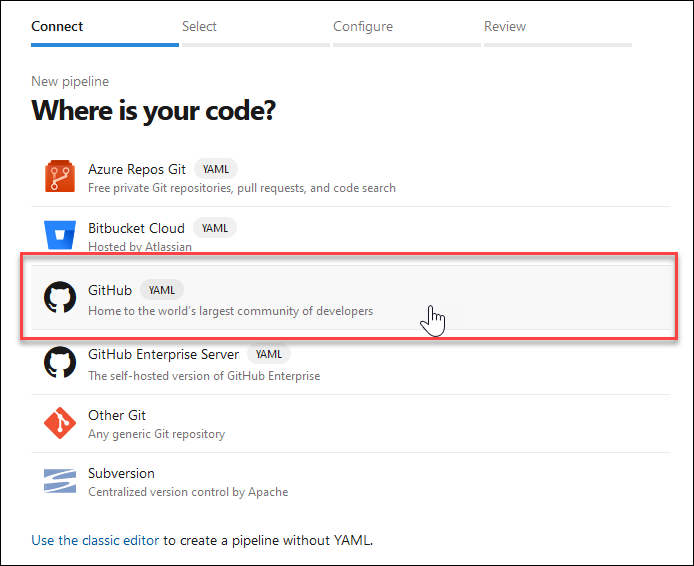 Connect Select Configure Review
New pipeline
Where is your code?
Azure Repos Git YAML
Free private Git repositories, pull requests, and code search
Bitbucket Cloud YAML
Hosted by Atlassian
GitHub YAML
Home to the world's largest community of developers
GitHub Enterprise Server YAML
The self-hosted version of GitHub Enterprise
Other Git
Any generic Git repository
Subversion
Centralized version control by Apache
Use the classic editor to create a pipeline without YAML.